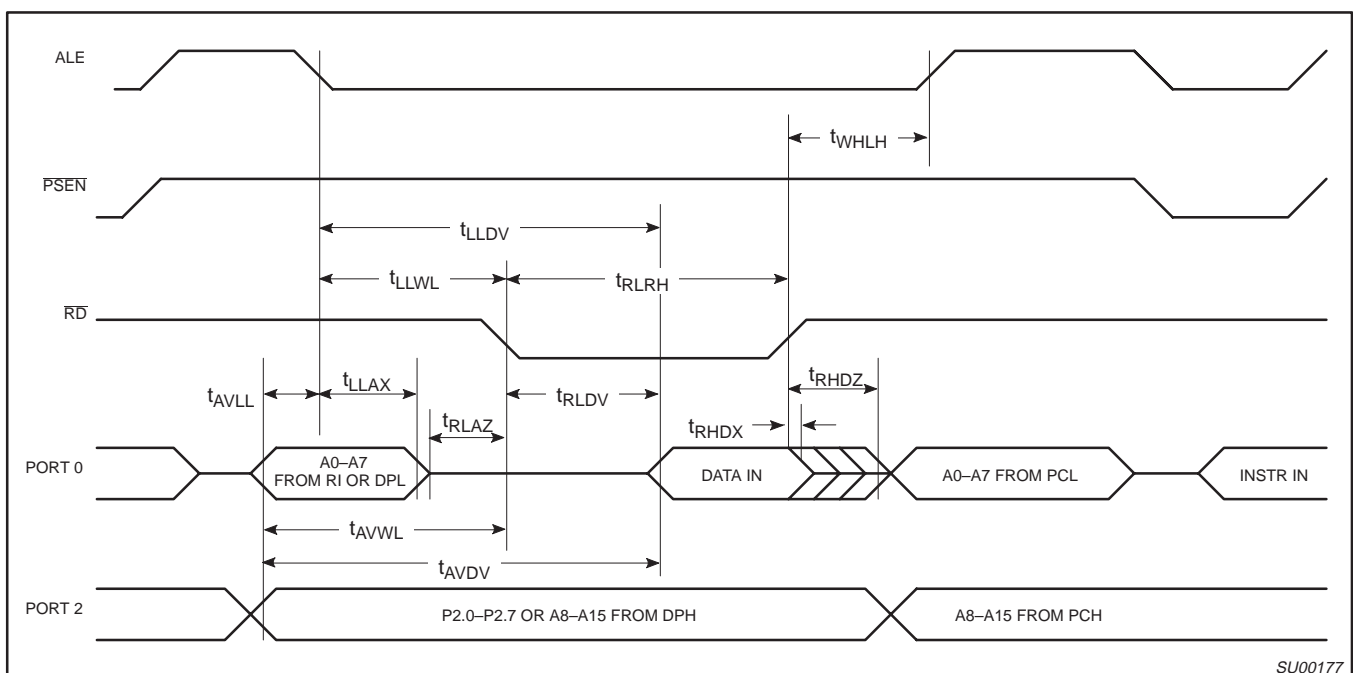 ALE
tWHLH
PSEN
tLLDV
tLLWL
tRLRH
RD
tAVLL
tLLAX
tRLDV
tRHDZ
tRLAZ
tRHDX
PORT 0
A0–A7
FROM RI OR DPL
DATA IN
A0–A7 FROM PCL
INSTR IN
tAVWL
tAVDV
PORT 2
P2.0–P2.7 OR A8–A15 FROM DPH
A8–A15 FROM PCH
SU00177